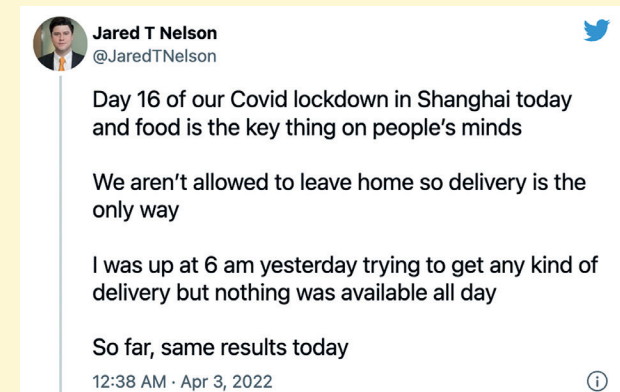 Jared T Nelson
@JaredTNelson
Day 16 of our Covid lockdown in Shanghai today
and food is the key thing on people’s minds
We aren’t allowed to leave home so delivery is the
only way
I was up at 6 am yesterday trying to get any kind of
delivery but nothing was available all day
So far, same results today
12:38 AM · Apr 3, 2022